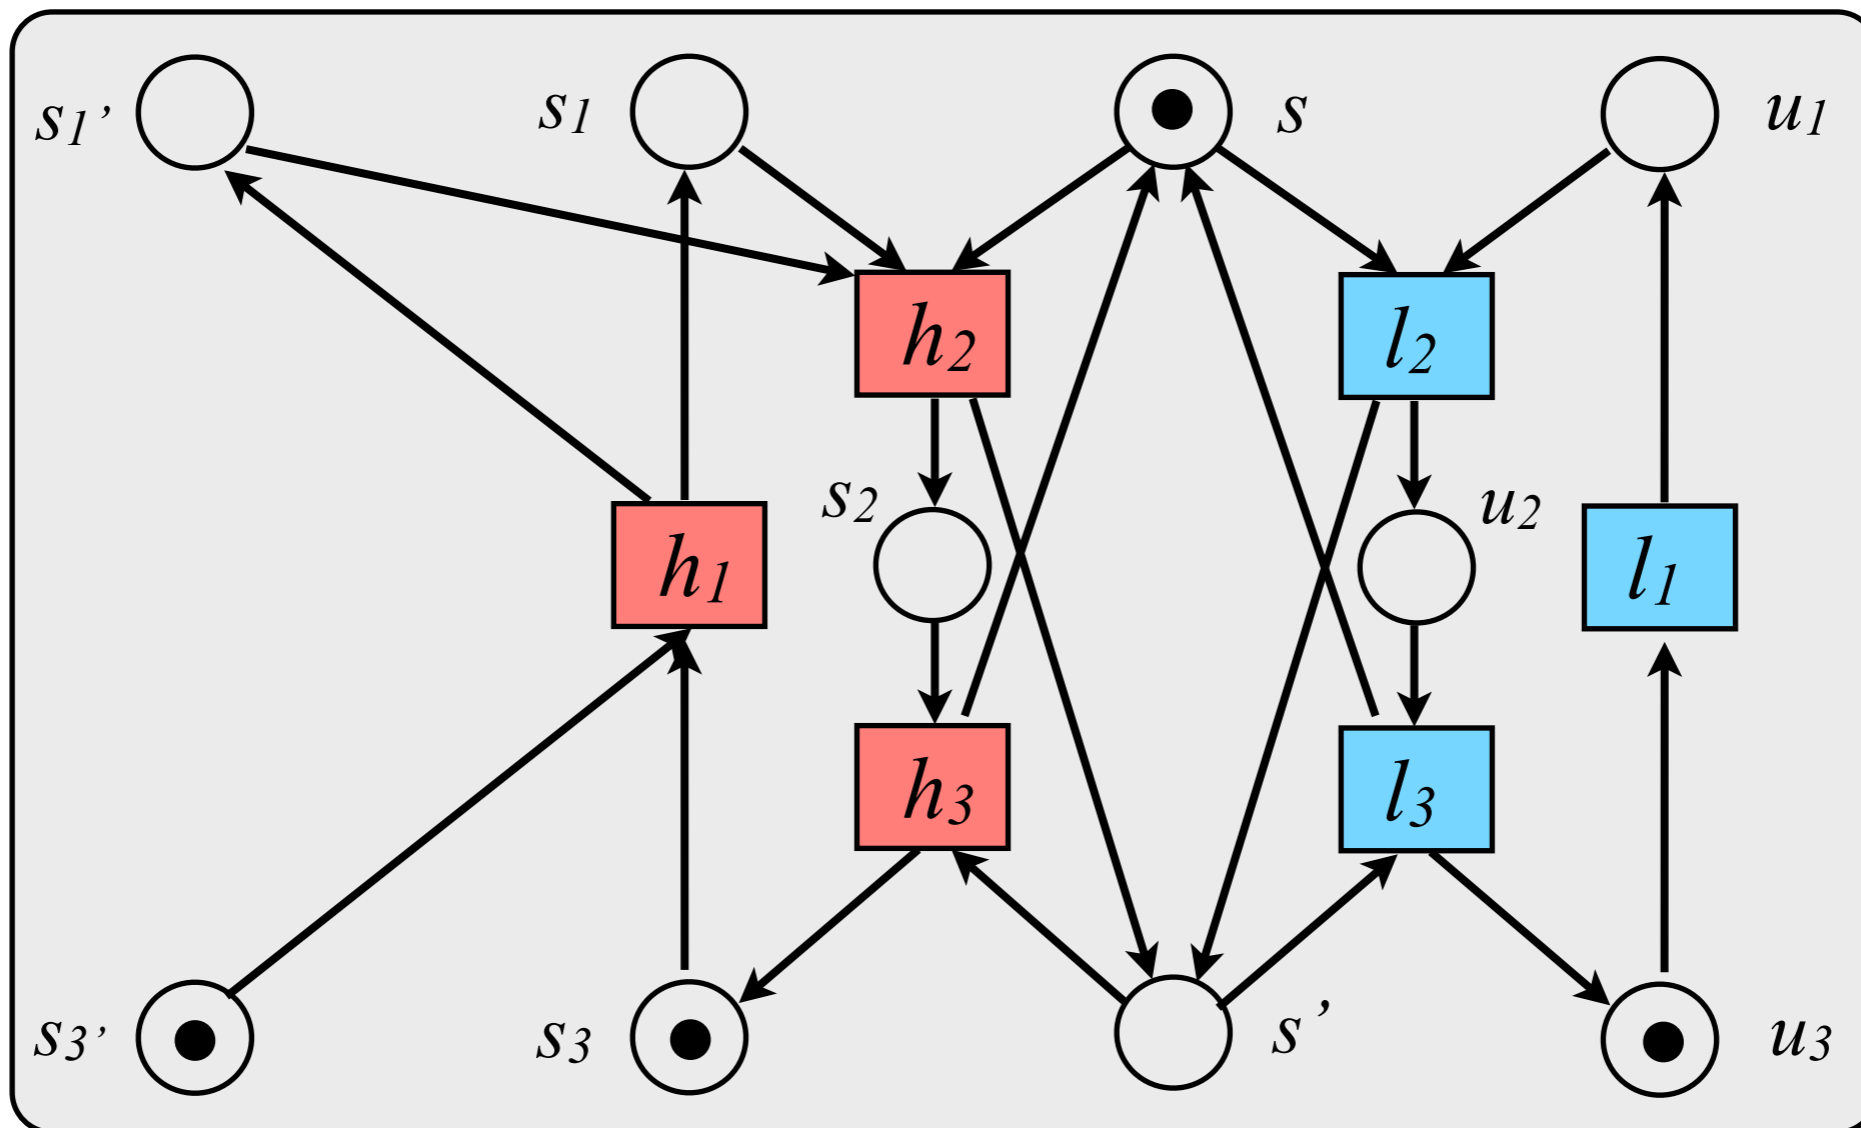 s1’ s1 s u1
h2 l2
s2 u2
h1 l1
h3 l3
s3’ s3 s’ u3